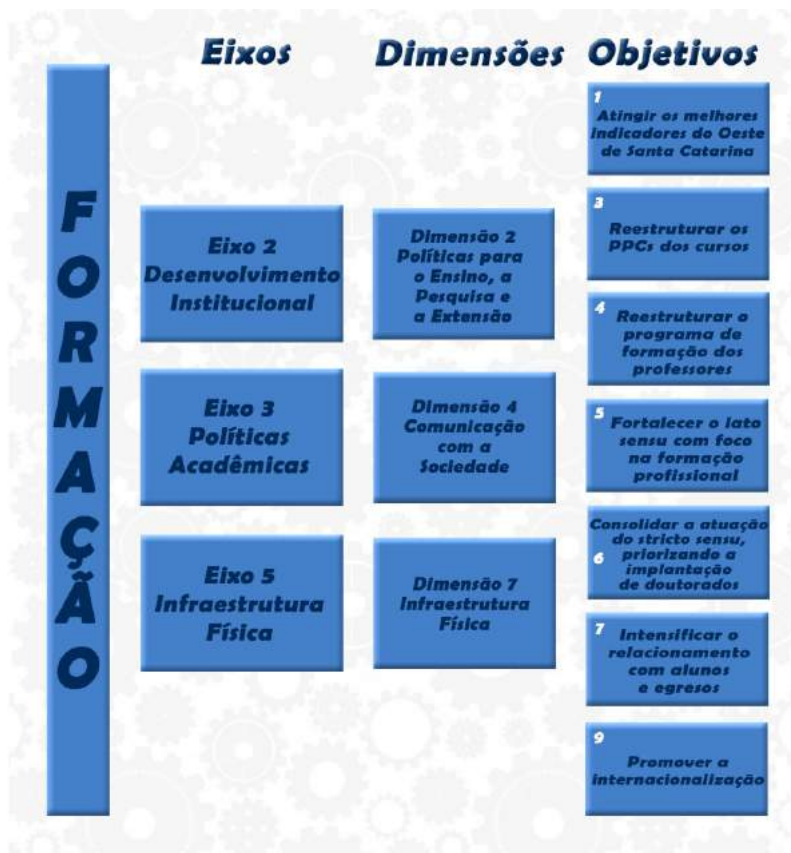 Eixos
Dimensões
Objetivos
FORMAÇÃO
Eixo 2
Desenvolvimento
Institucional
Eixo 3
Políticas
Acadêmicas
Eixo 5
Infraestrutura
Física
Dimensão 2
Políticas para
o Ensino, a
Pesquisa e
a Extensão
Dimensão 4
Comunicação
com a
Sociedade
Dimensão 7
Infraestrutura
Física
1
Atingir os melhores
indicadores do Oeste
de Santa Catarina
3
Reestruturar os
PPCs dos cursos
4
Reestruturar o
programa de
formação dos
professores
5
Fortalecer o lato
sensu com foco
na formação
profissional
6
Consolidar a atuação
do stricto sensu,
priorizando a
implantação
de doutorados
7
Intensificar o
relacionamento
com alunos
e egresos
9
Promover a
internacionalização